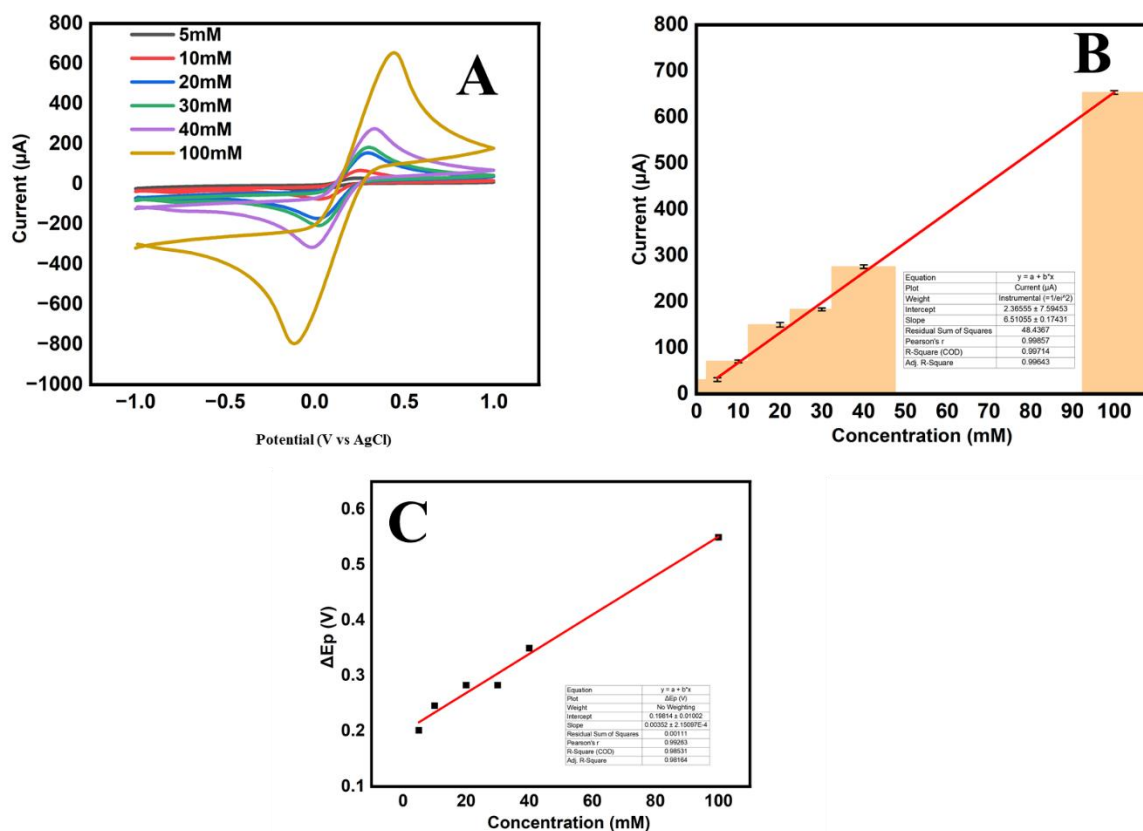 A
5mM
10mM
20mM
30mM
40mM
100mM
800
600
400
200
0
−200
−400
−600
−800
−1000
Current (µA)
−1.0 −0.5 0.0 0.5 1.0
Potential (V vs AgCl)
B
800
700
600
500
400
300
200
100
0
Current (µA)
Equation y = a + b*x
Plot Current (µA)
Weight Instrumental (=1/ei^2)
Intercept 2.36555 ± 7.59453
Slope 6.51055 ± 0.17431
Residual Sum of Squares 48.4367
Pearson's r 0.99857
R-Square (COD) 0.99714
Adj. R-Square 0.99643
0 10 20 30 40 50 60 70 80 90 100
Concentration (mM)
C
0.6
0.5
0.4
0.3
0.2
0.1
ΔEp (V)
Equation y = a + b*x
Plot ΔEp (V)
Weight No Weighting
Intercept 0.19814 ± 0.01002
Slope 0.00352 ± 2.15097E-4
Residual Sum of Squares 0.00111
Pearson's r 0.99263
R-Square (COD) 0.98531
Adj. R-Square 0.98164
0 20 40 60 80 100
Concentration (mM)